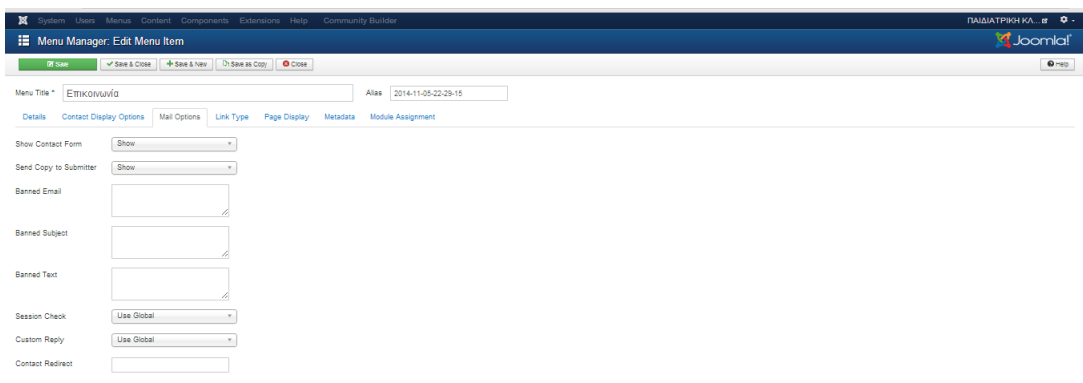 System Users Menus Content Components Extensions Help Community Builder ΠΑΙΔΙΑΤΡΙΚΗ ΚΛ...
Menu Manager: Edit Menu Item Joomla!
Save Save & Close Save & New Save as Copy Close Help
Menu Title * Επικοινωνία Alias 2014-11-05-22-29-15
Details Contact Display Options Mail Options Link Type Page Display Metadata Module Assignment
Show Contact Form Show
Send Copy to Submitter Show
Banned Email
Banned Subject
Banned Text
Session Check Use Global
Custom Reply Use Global
Contact Redirect